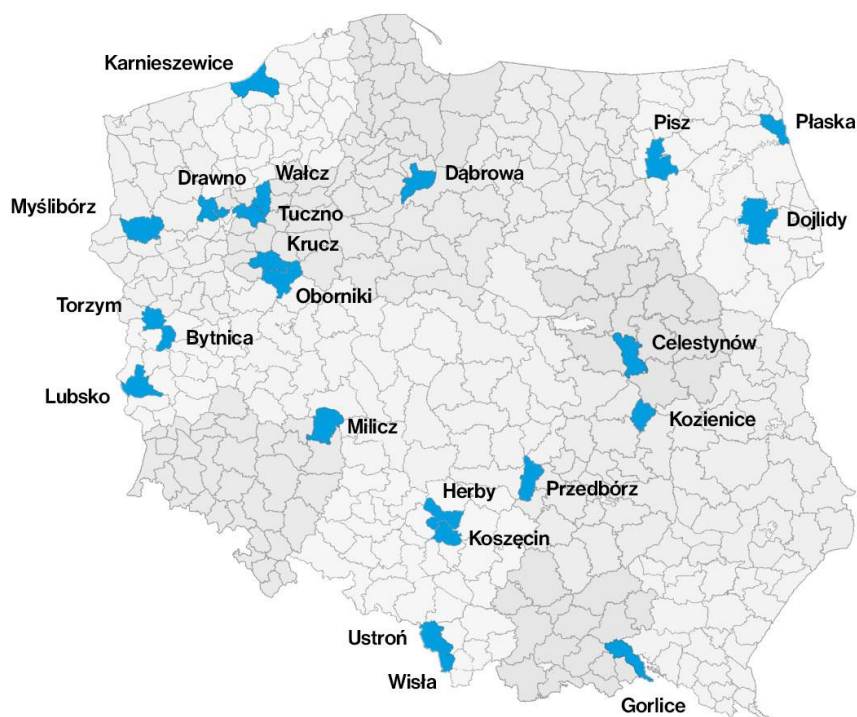 Karnieszewice
Płaska
Pisz
Wałcz
Drawno
Dąbrowa
Myślibórz
Tuczno
Dojlidy
Krucz
Oborniki
Torzym
Bytnica
Celestynów
Lubsko
Kozienice
Milicz
Herby
Przedbórz
Koszęcin
Ustroń
Wisła
Gorlice